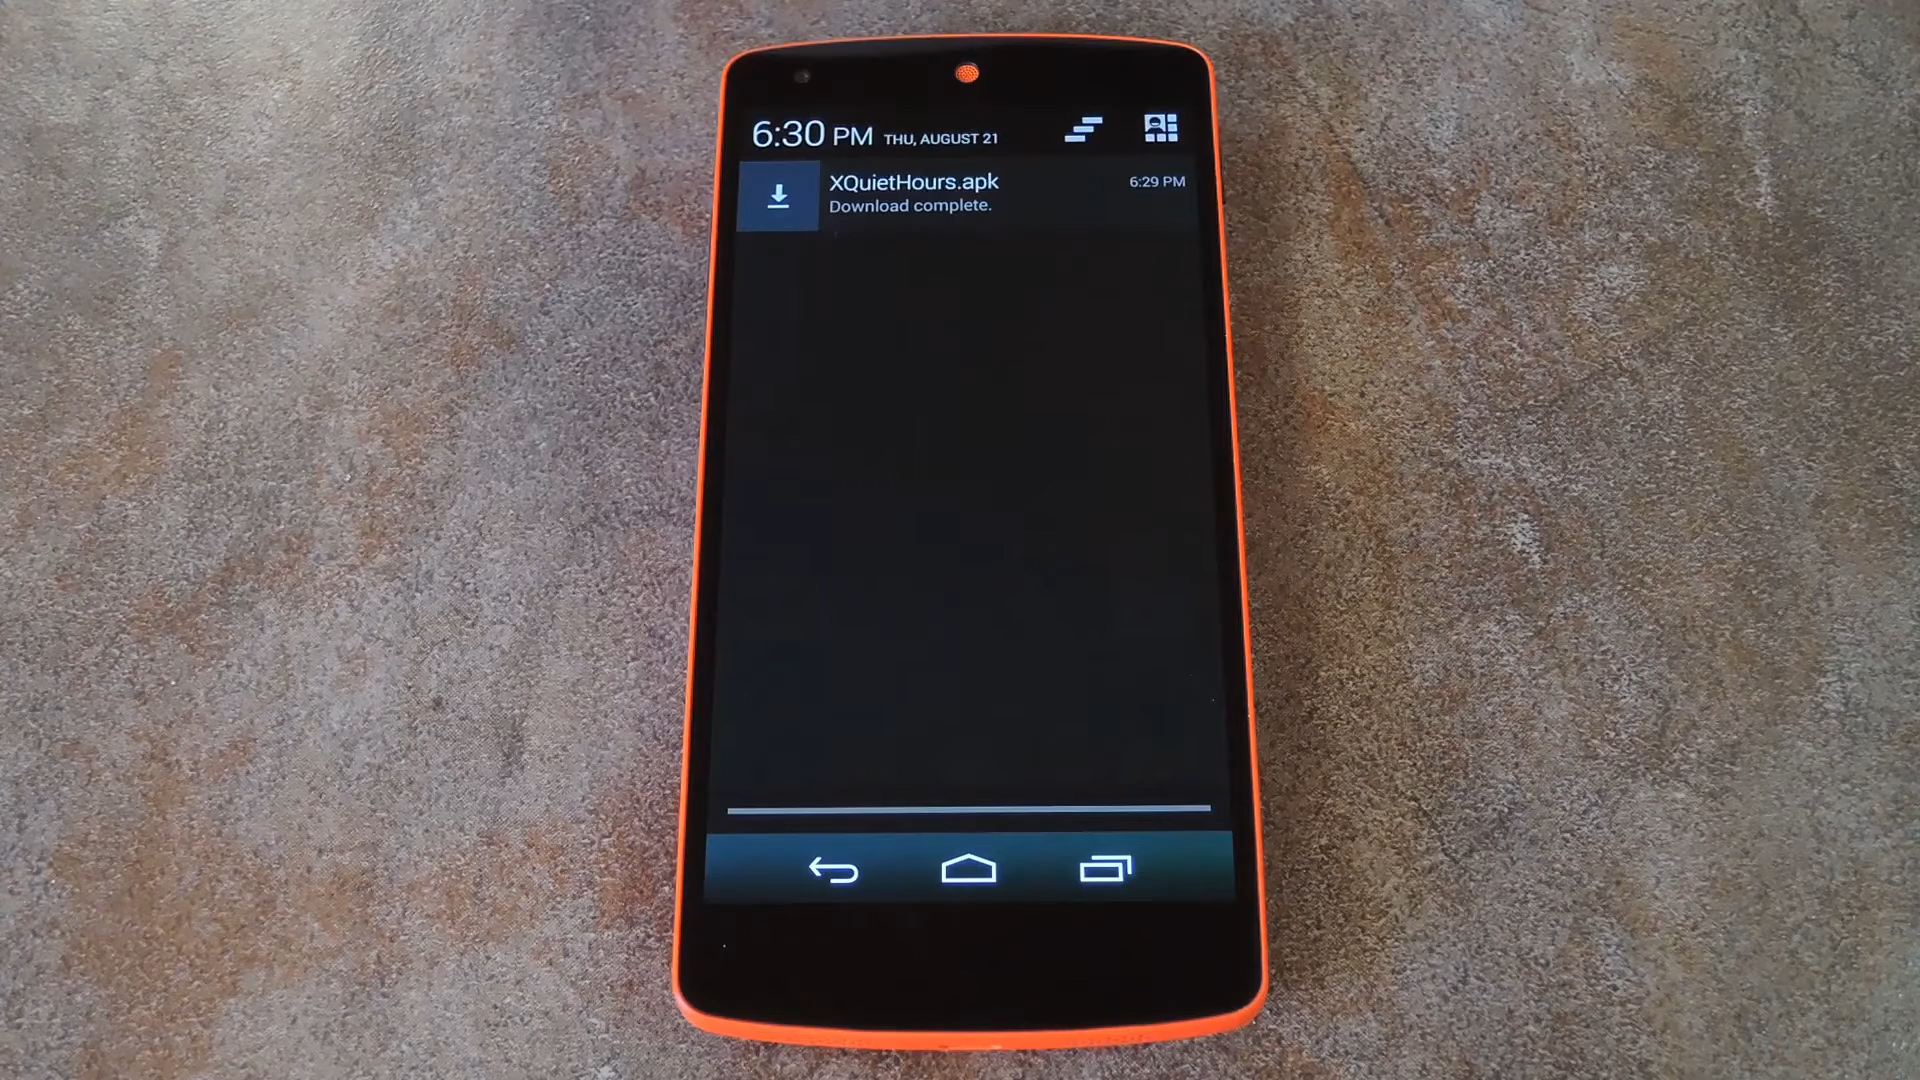 6:30 PM THU, AUGUST 21
XQuietHours.apk 6:29 PM
Download complete.